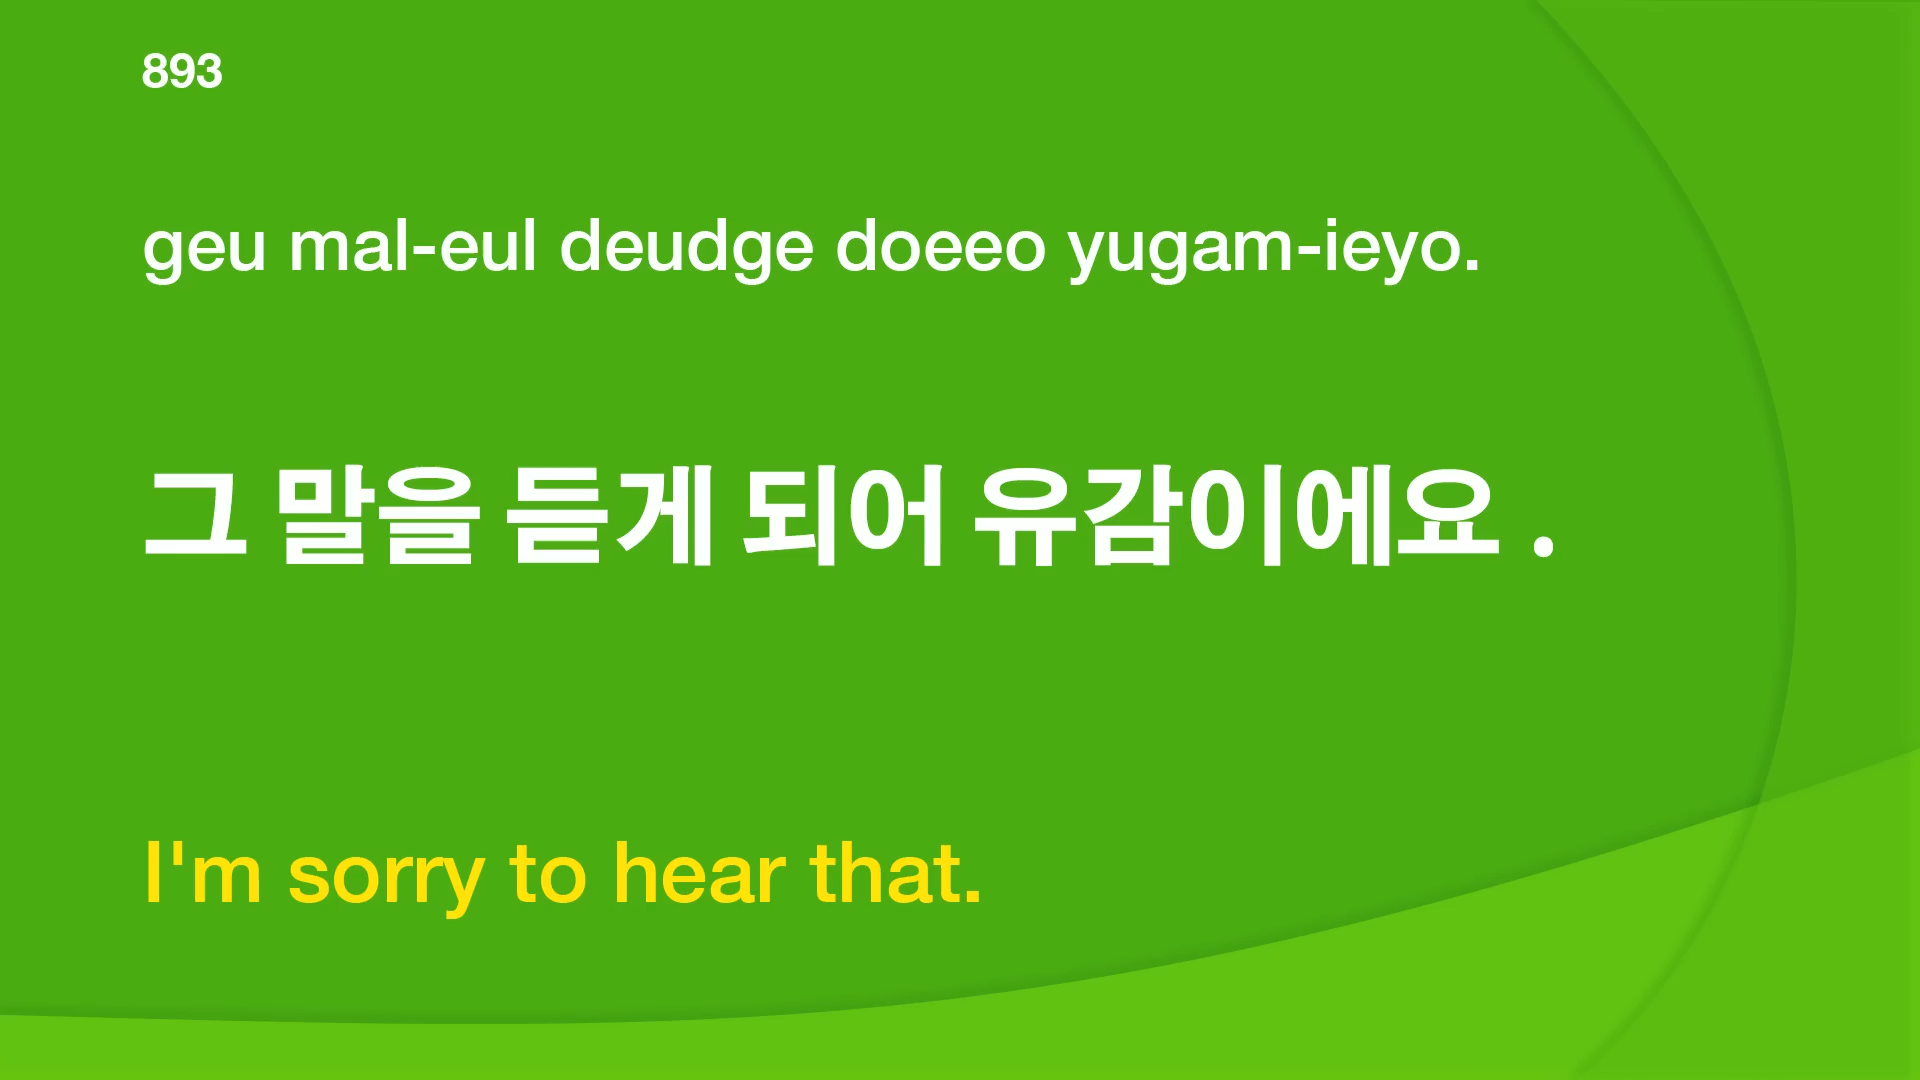 893
geu mal-eul deudge doeeo yugam-ieyo.
그 말을 듣게 되어 유감이에요 .
I'm sorry to hear that.